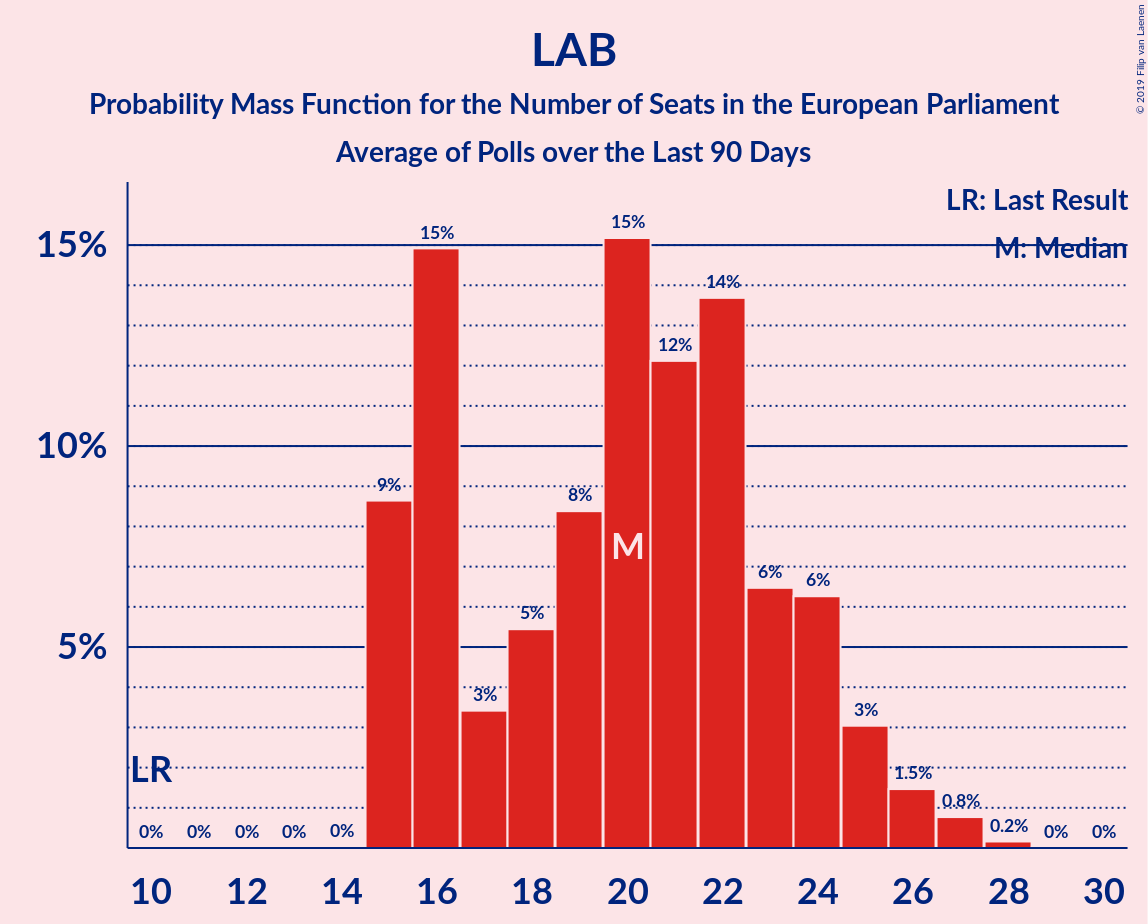 LAB
Probability Mass Function for the Number of Seats in the European Parliament
Average of Polls over the Last 90 Days
© 2019 Filip van Laenen
LR: Last Result
M: Median
15%
10%
5%
0%
0%
0%
0%
0%
9%
15%
3%
5%
8%
15%
12%
14%
6%
6%
3%
1.5%
0.8%
0.2%
0%
0%
LR
M
10 12 14 16 18 20 22 24 26 28 30